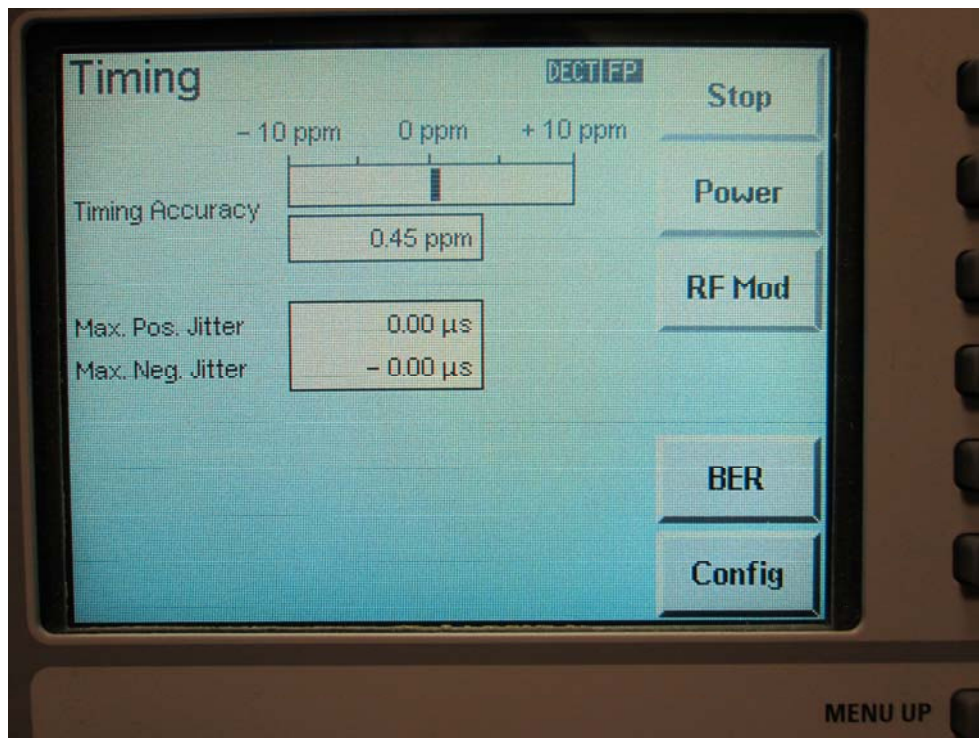 Timing
DECT FP
Stop
– 10 ppm 0 ppm + 10 ppm
Power
Timing Accuracy
0.45 ppm
RF Mod
Max. Pos. Jitter 0.00 µs
Max. Neg. Jitter – 0.00 µs
BER
Config
MENU UP